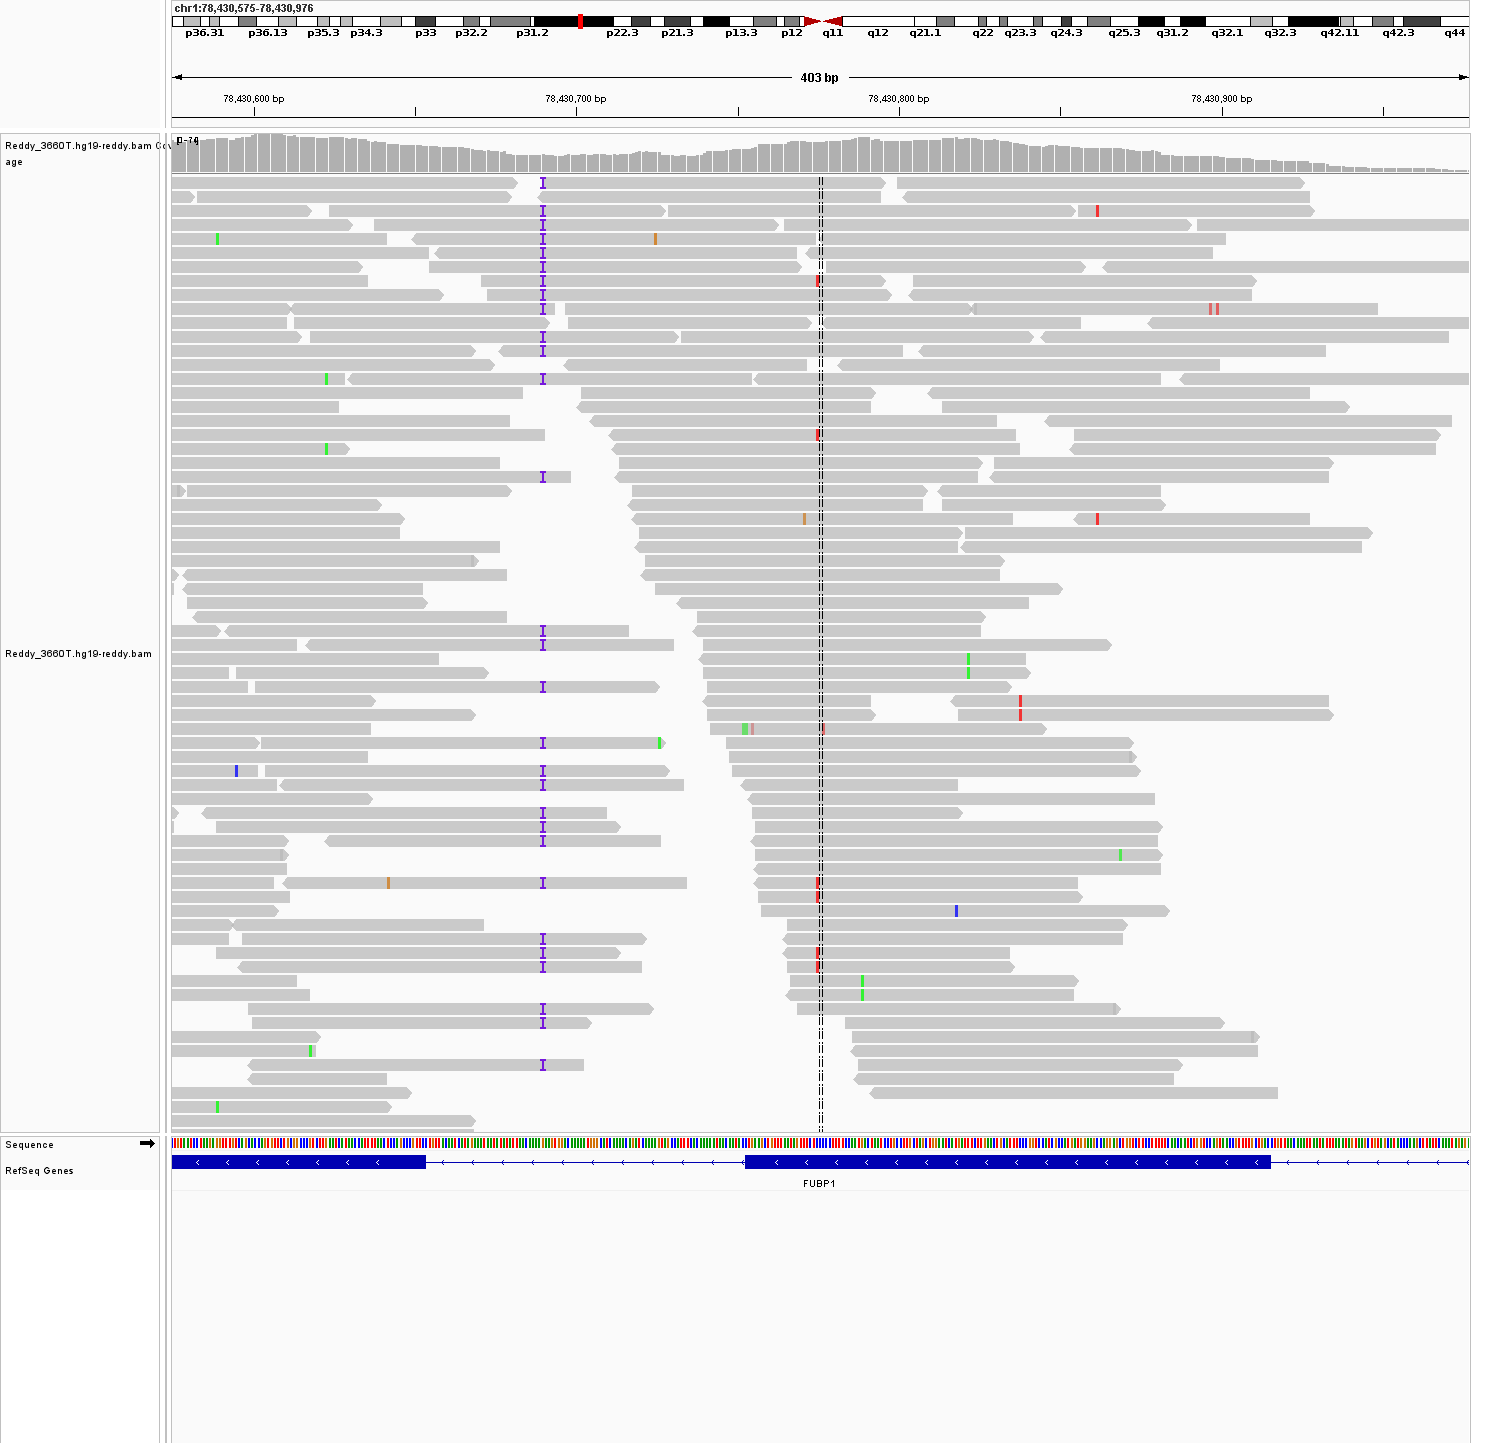 chr1:78,430,575-78,430,976
p36.31 p36.13 p35.3 p34.3 p33 p32.2 p31.2 p22.3 p21.3 p13.3 p12 q11 q12 q21.1 q22 q23.3 q24.3 q25.3 q31.2 q32.1 q32.3 q42.11 q42.3 q44
403 bp
78,430,600 bp 78,430,700 bp 78,430,800 bp 78,430,900 bp
Reddy_3660T.hg19-reddy.bam Cov
age
Reddy_3660T.hg19-reddy.bam
Sequence
RefSeq Genes
FUBP1